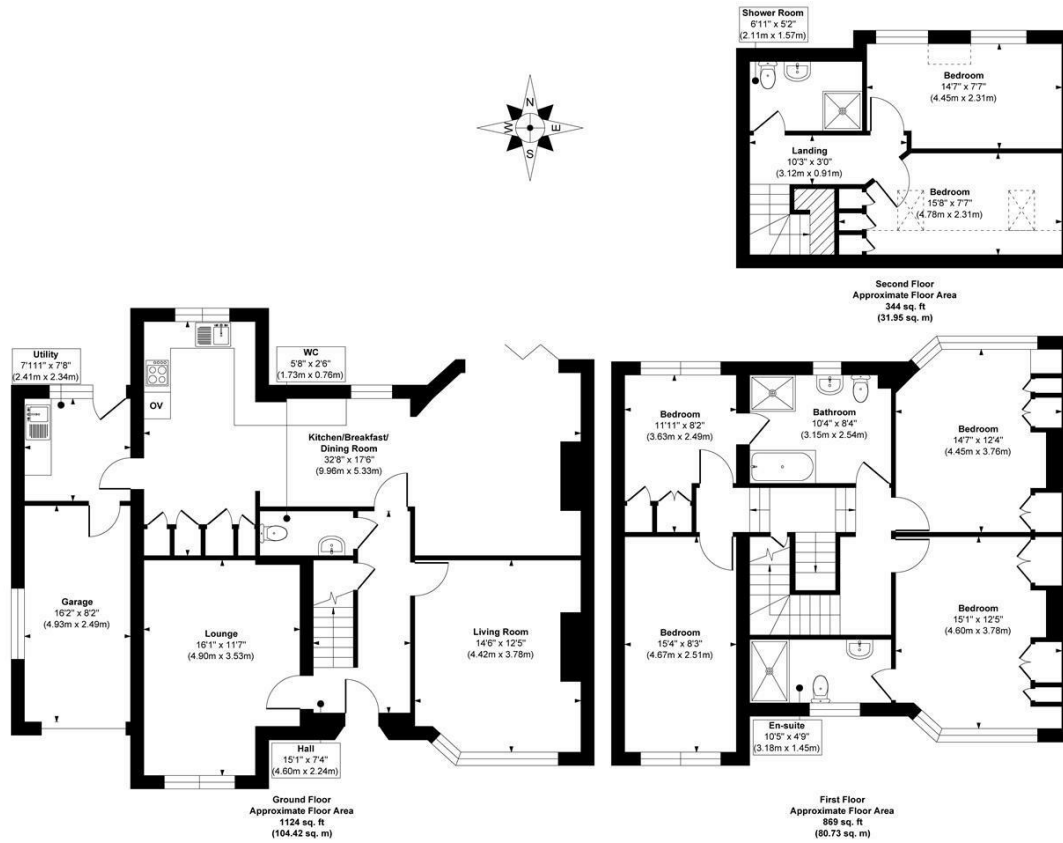 Shower Room
6'11" x 5'2"
(2.11m x 1.57m)
Bedroom
14'7" x 7'7"
(4.45m x 2.31m)
N
W
E
S
Landing
10'3" x 3'0"
(3.12m x 0.91m)
Bedroom
15'8" x 7'7"
(4.78m x 2.31m)
Second Floor
Approximate Floor Area
344 sq. ft
(31.95 sq. m)
Utility
7'111" x 7'8"
(2.41m x 2.34m)
WC
5'8" x 2'6"
(1.73m x 0.76m)
OV
Kitchen/Breakfast/
Dining Room
32'8" x 17'6"
(9.96m x 5.33m)
Garage
16'2" x 8'2"
(4.93m x 2.49m)
Lounge
16'1" x 11'7"
(4.90m x 3.53m)
Living Room
14'6" x 12'5"
(4.42m x 3.78m)
Hall
15'1" x 7'4"
(4.60m x 2.24m)
Ground Floor
Approximate Floor Area
1124 sq. ft
(104.42 sq. m)
Bedroom
11'11" x 8'2"
(3.63m x 2.49m)
Bathroom
10'4" x 8'4"
(3.15m x 2.54m)
Bedroom
14'7" x 12'4"
(4.45m x 3.76m)
Bedroom
15'4" x 8'3"
(4.67m x 2.51m)
Bedroom
15'1" x 12'5"
(4.60m x 3.78m)
En-suite
10'5" x 4'9"
(3.18m x 1.45m)
First Floor
Approximate Floor Area
869 sq. ft
(80.73 sq. m)